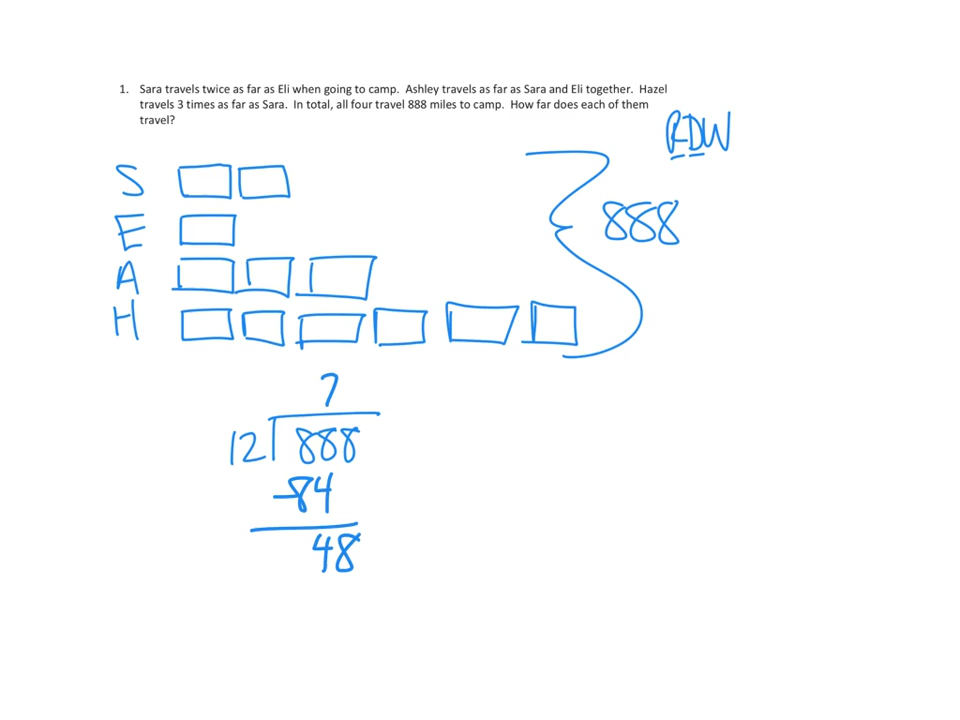 1. Sara travels twice as far as Eli when going to camp. Ashley travels as far as Sara and Eli together. Hazel
travels 3 times as far as Sara. In total, all four travel 888 miles to camp. How far does each of them
travel?
RDW
S
E
888
A
H
7
12 888
-84
48